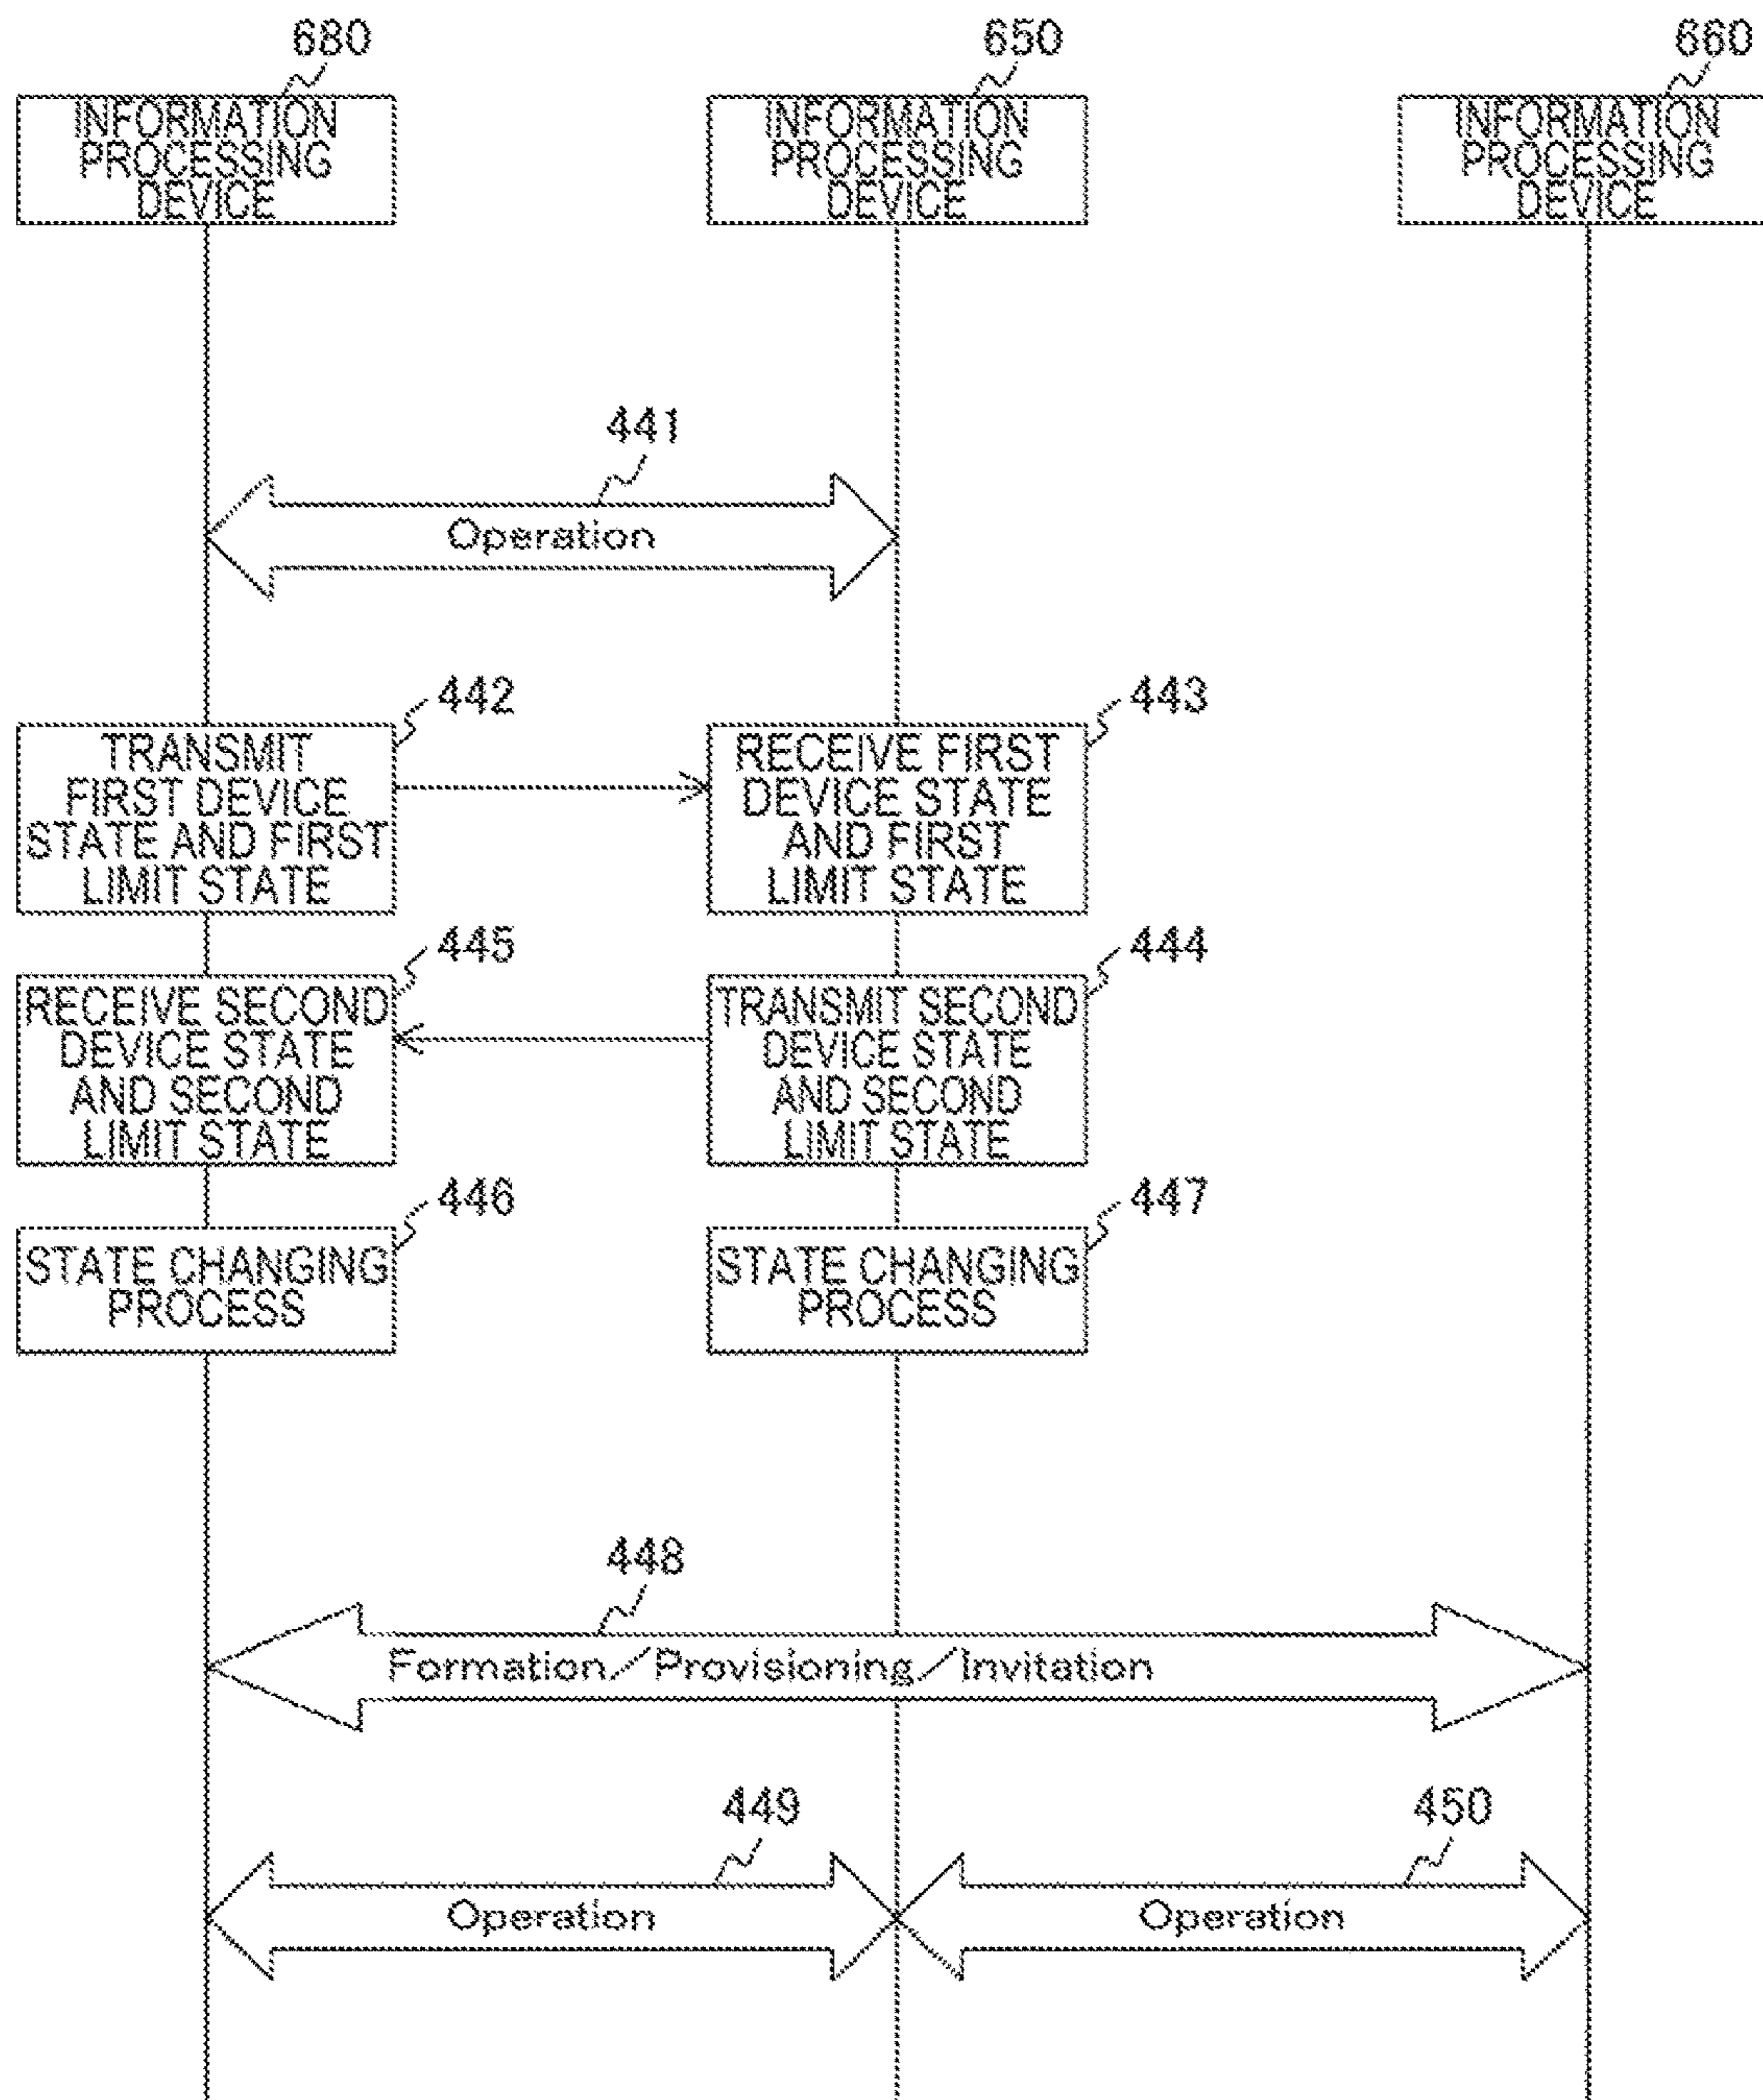 680
650
660
INFORMATION
PROCESSING
DEVICE
INFORMATION
PROCESSING
DEVICE
INFORMATION
PROCESSING
DEVICE
441
Operation
442
443
TRANSMIT
FIRST DEVICE
STATE AND FIRST
LIMIT STATE
RECEIVE FIRST
DEVICE STATE
AND FIRST
LIMIT STATE
445
444
RECEIVE SECOND
DEVICE STATE
AND SECOND
LIMIT STATE
TRANSMIT SECOND
DEVICE STATE
AND SECOND
LIMIT STATE
446
447
STATE CHANGING
PROCESS
STATE CHANGING
PROCESS
448
Formation/Provisioning/Invitation
449
450
Operation
Operation